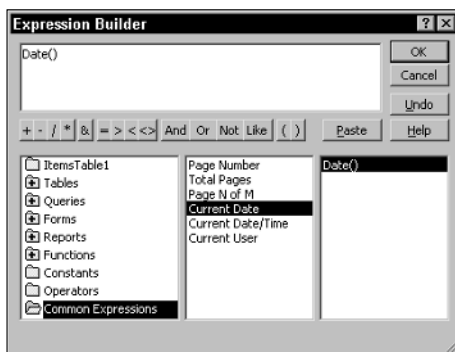 Expression Builder
Date()
OK
Cancel
Undo
+ - / * & = > < <> And Or Not Like ( ) Paste Help
ItemsTable1
Tables
Queries
Forms
Reports
Functions
Constants
Operators
Common Expressions
Page Number
Total Pages
Page N of M
Current Date
Current Date/Time
Current User
Date()